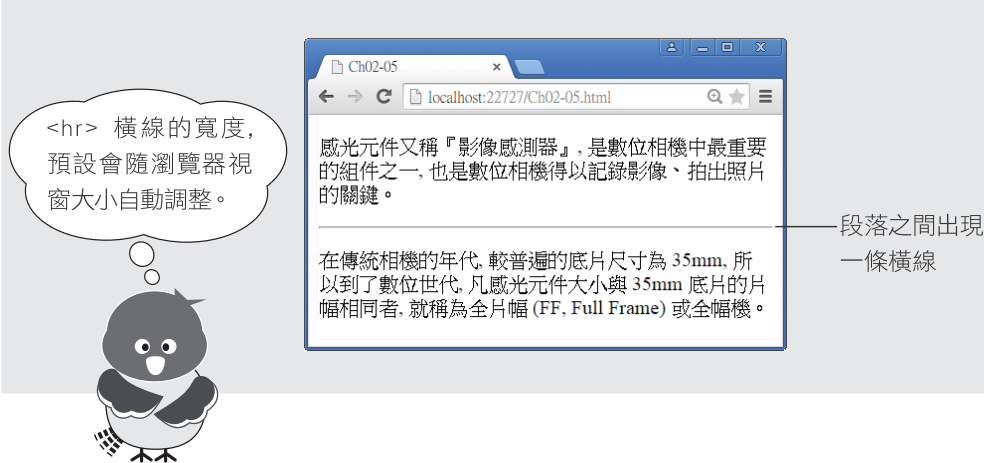 <hr> 橫線的寬度,
預設會隨瀏覽器視
窗大小自動調整。
Ch02-05
localhost:22727/Ch02-05.html
感光元件又稱『影像感測器』, 是數位相機中最重要
的組件之一, 也是數位相機得以記錄影像、拍出照片
的關鍵。
在傳統相機的年代, 較普遍的底片尺寸為 35mm, 所
以到了數位世代, 凡感光元件大小與 35mm 底片的片
幅相同者, 就稱為全片幅 (FF, Full Frame) 或全幅機。
段落之間出現
一條橫線